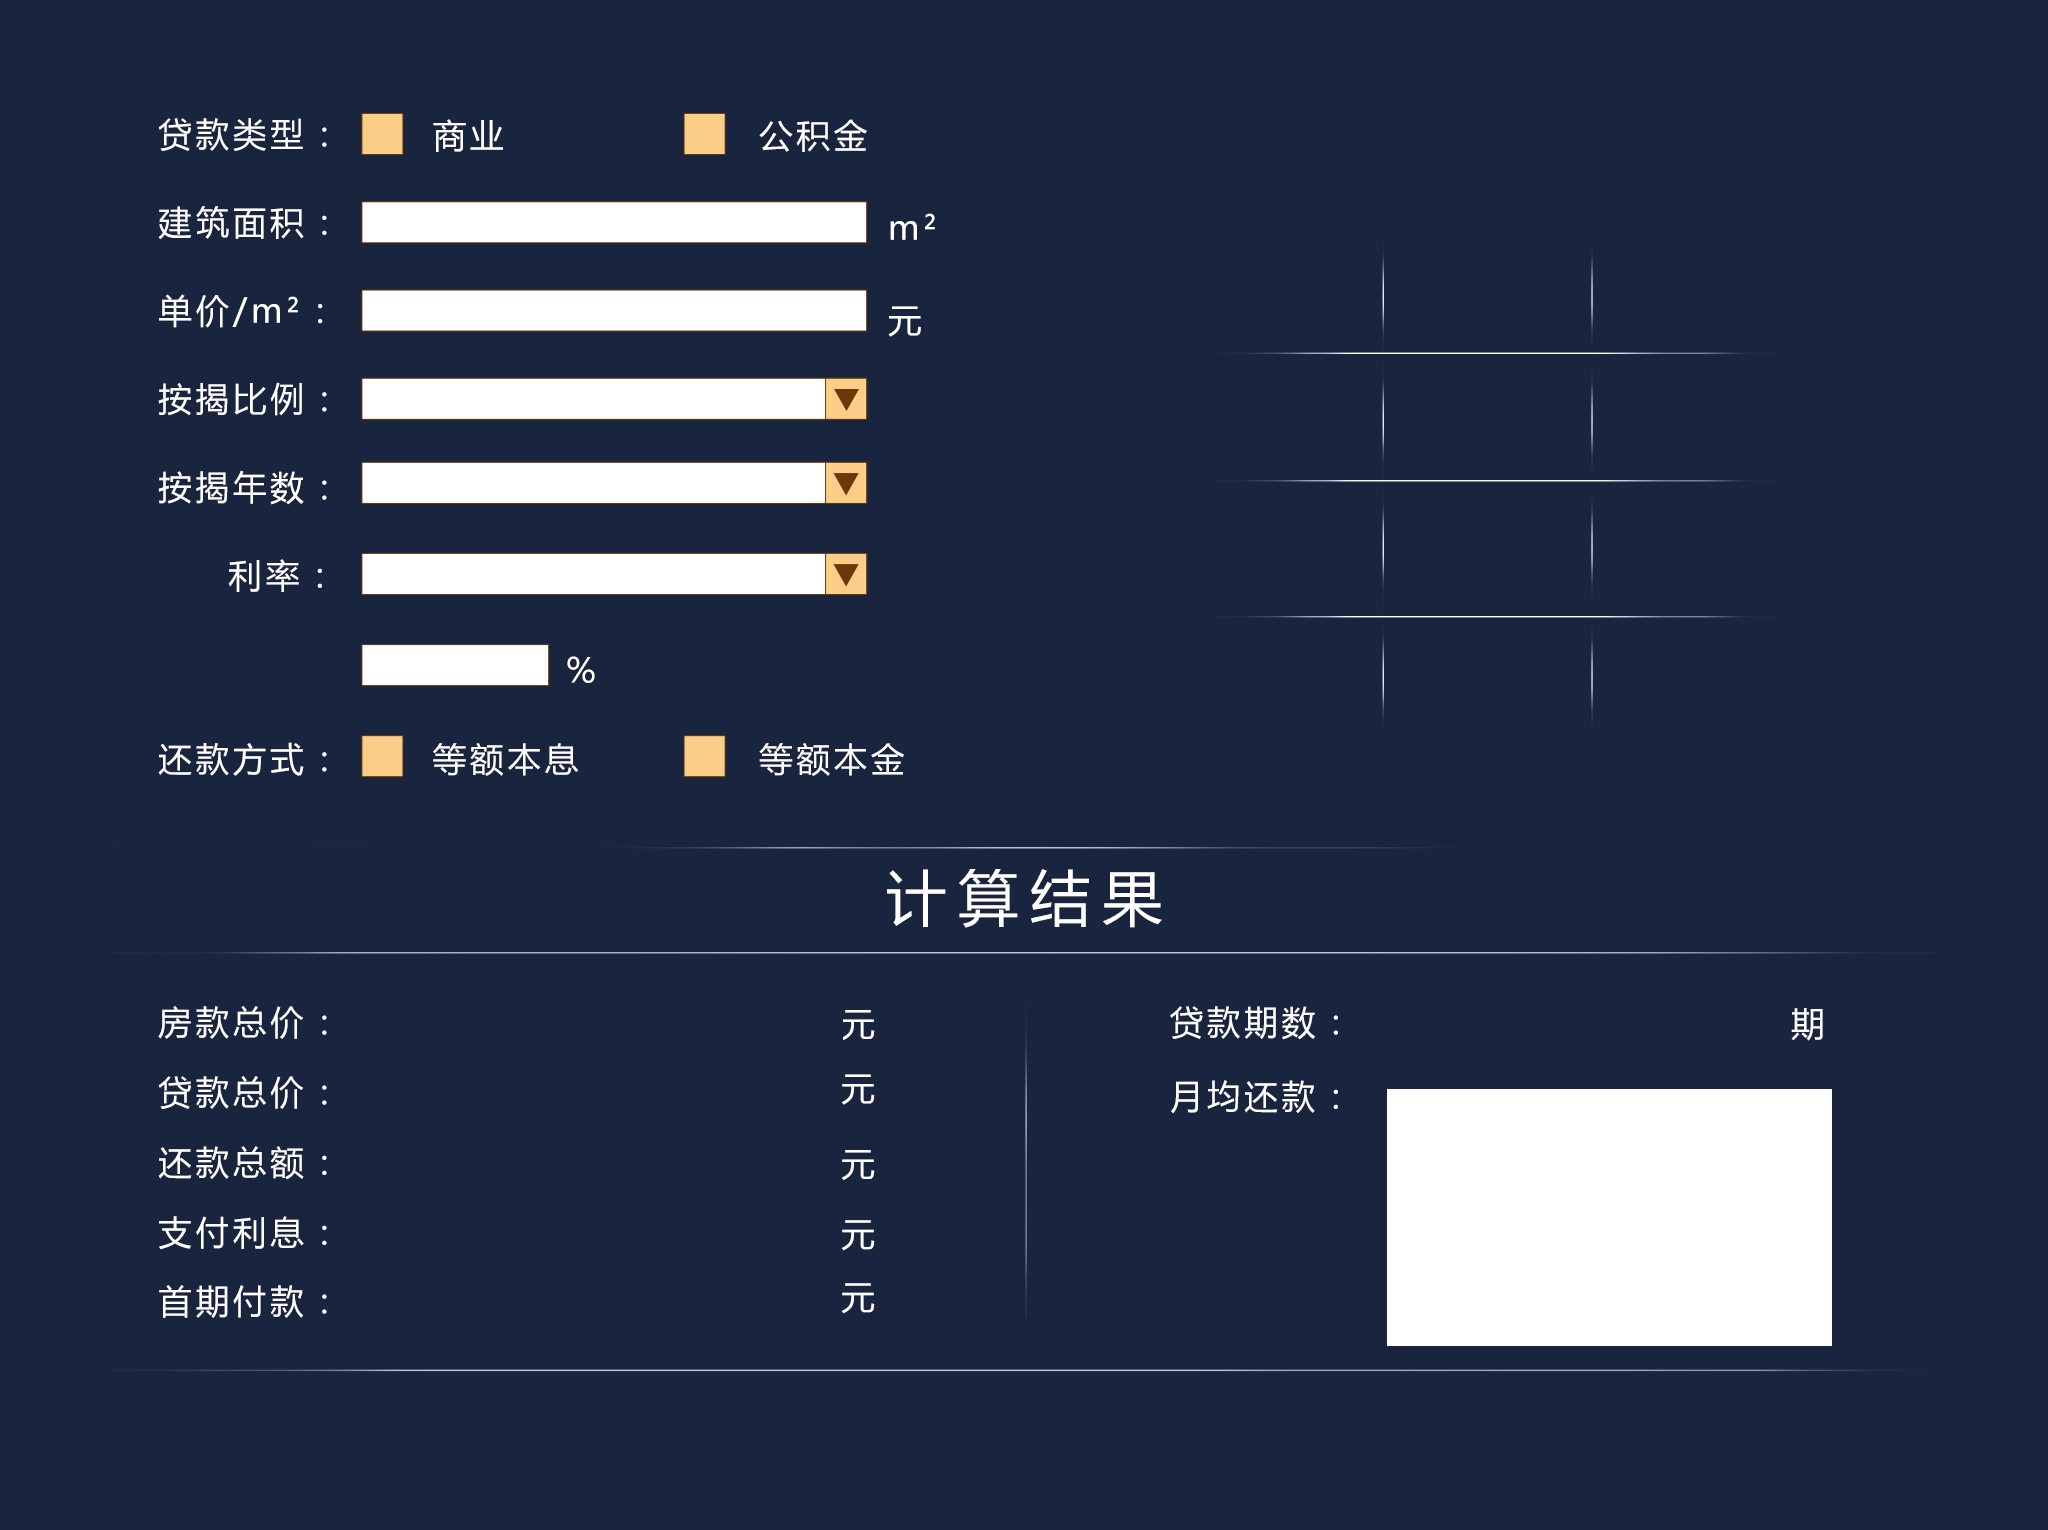 贷款类型： 商业 公积金
建筑面积： m²
单价/m²： 元
按揭比例：
按揭年数：
利率：
%
还款方式： 等额本息 等额本金
计算结果
房款总价： 元 贷款期数： 期
贷款总价： 元 月均还款：
还款总额： 元
支付利息： 元
首期付款： 元